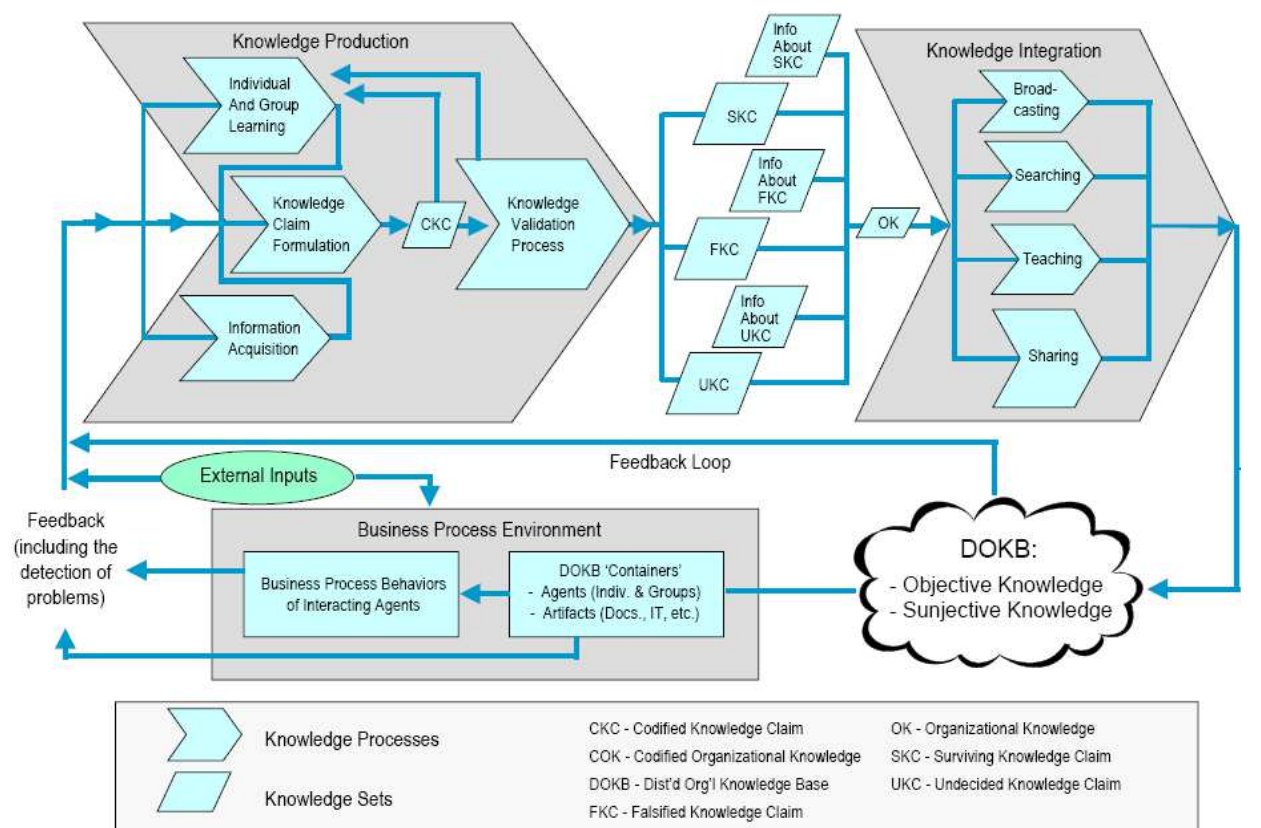 Knowledge Production
Individual
And Group
Learning
Knowledge
Claim
Formulation
Information
Acquisition
CKC
Knowledge
Validation
Process
Info
About
SKC
SKC
Info
About
FKC
FKC
Info
About
UKC
UKC
OK
Knowledge Integration
Broad-
casting
Searching
Teaching
Sharing
Feedback Loop
External Inputs
Feedback
(including the
detection of
problems)
Business Process Environment
Business Process Behaviors
of Interacting Agents
DOKB 'Containers'
- Agents (Indiv. & Groups)
- Artifacts (Docs., IT, etc.)
DOKB:
- Objective Knowledge
- Sunjective Knowledge
Knowledge Processes
Knowledge Sets
CKC - Codified Knowledge Claim
COK - Codified Organizational Knowledge
DOKB - Dist'd Org'l Knowledge Base
FKC - Falsified Knowledge Claim
OK - Organizational Knowledge
SKC - Surviving Knowledge Claim
UKC - Undecided Knowledge Claim